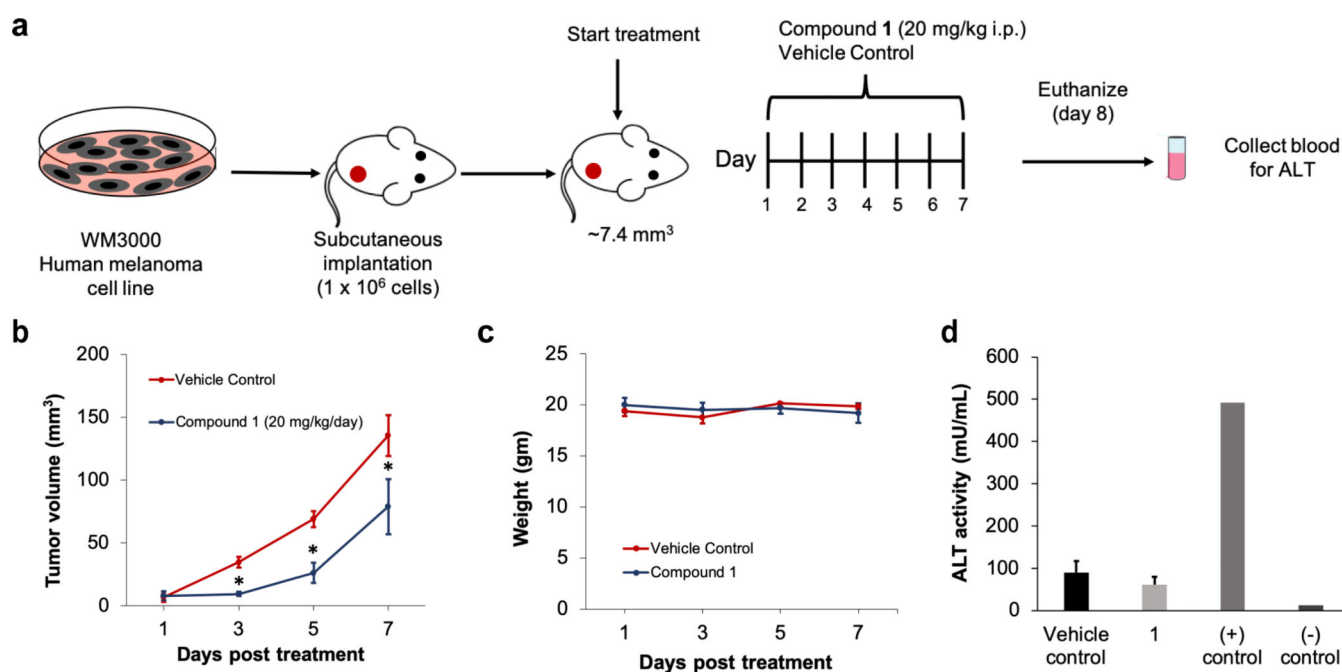 a
Start treatment
Compound 1 (20 mg/kg i.p.)
Vehicle Control
Euthanize
(day 8)
Day
1 2 3 4 5 6 7
Collect blood
for ALT
WM3000
Human melanoma
cell line
Subcutaneous
implantation
(1 x 10⁶ cells)
~7.4 mm³
b
Tumor volume (mm³)
200
150
100
50
0
Vehicle Control
Compound 1 (20 mg/kg/day)
*
*
*
1 3 5 7
Days post treatment
c
Weight (gm)
25
20
15
10
5
0
Vehicle Control
Compound 1
1 3 5 7
Days post treatment
d
ALT activity (mU/mL)
600
500
400
300
200
100
0
Vehicle
control
1
(+)
control
(-)
control